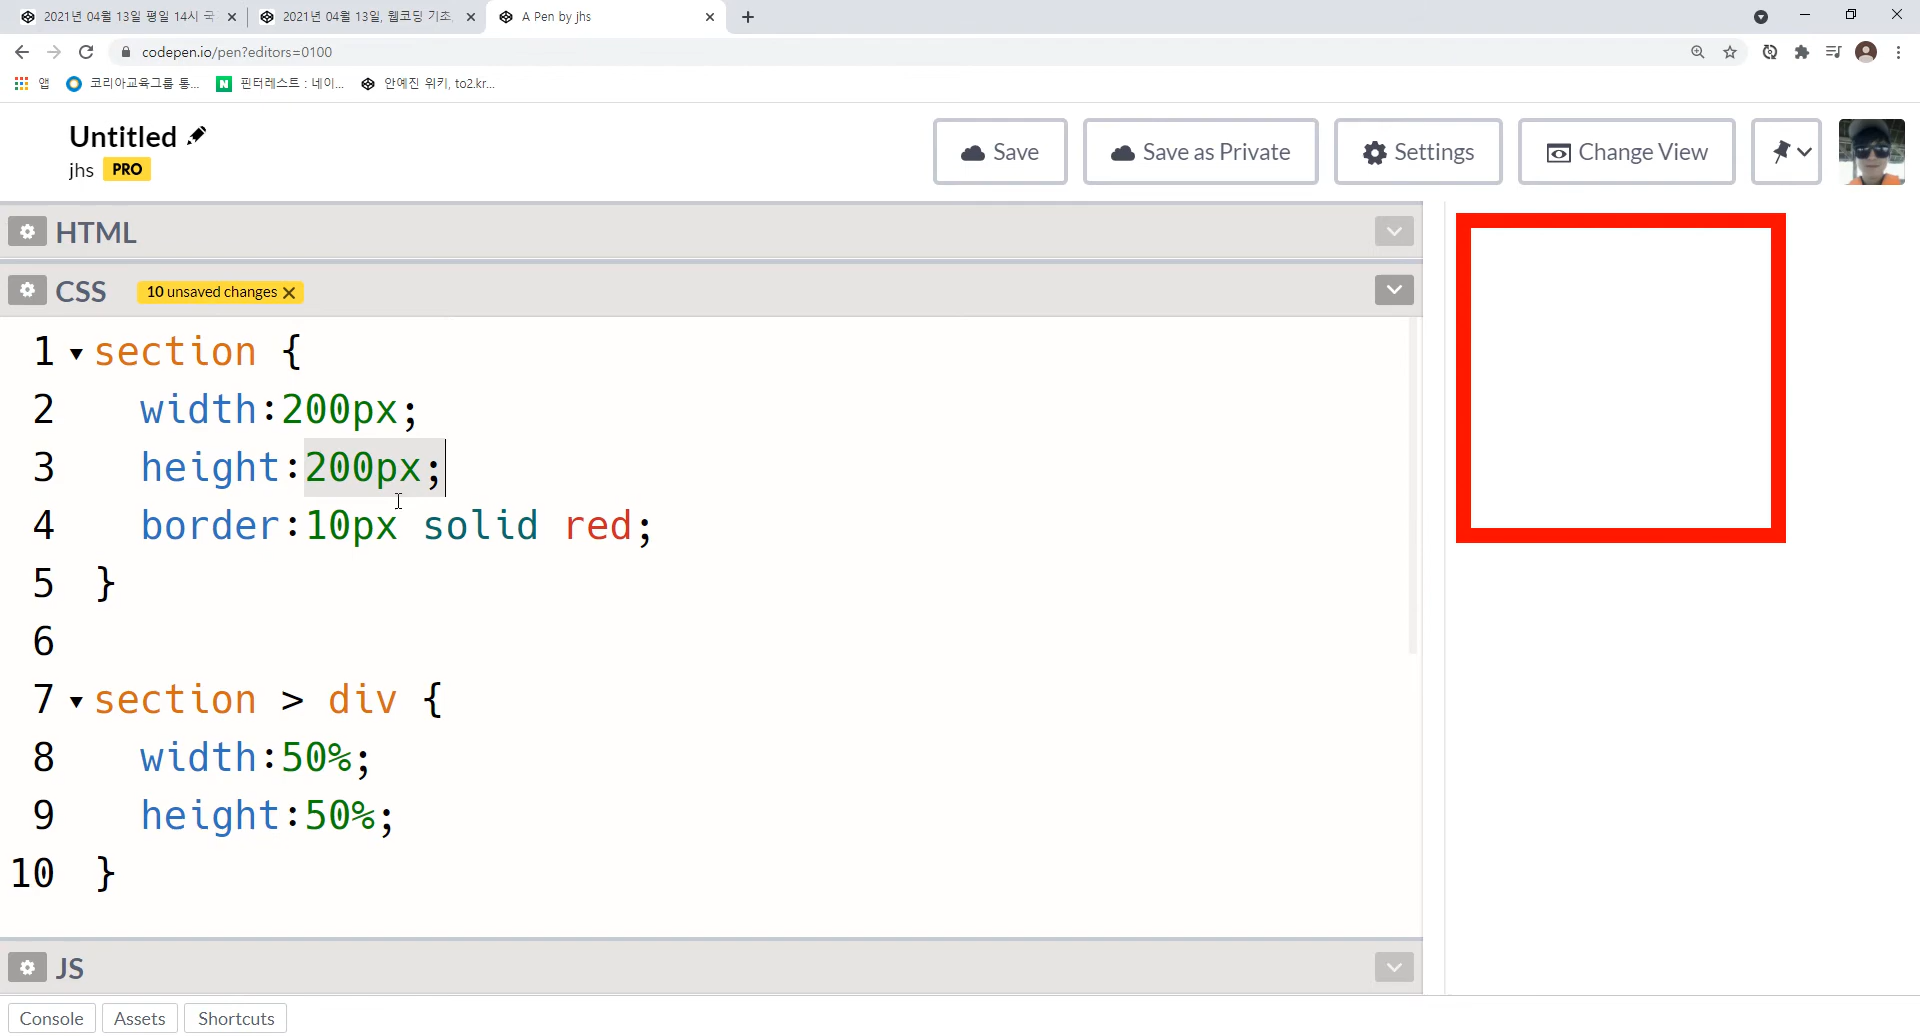 2021년 04월 13일 평일 14시 국
2021년 04월 13일, 웹코딩 기초,
A Pen by jhs
codepen.io/pen?editors=0100
앱
코리아교육그룹 통...
N 핀터레스트 : 네이...
안예진 위키, to2.kr...
Untitled
jhs PRO
Save
Save as Private
Settings
Change View
HTML
CSS 10 unsaved changes
1 section {
2 width:200px;
3 height:200px;
4 border:10px solid red;
5 }
6
7 section > div {
8 width:50%;
9 height:50%;
10 }
JS
Console
Assets
Shortcuts